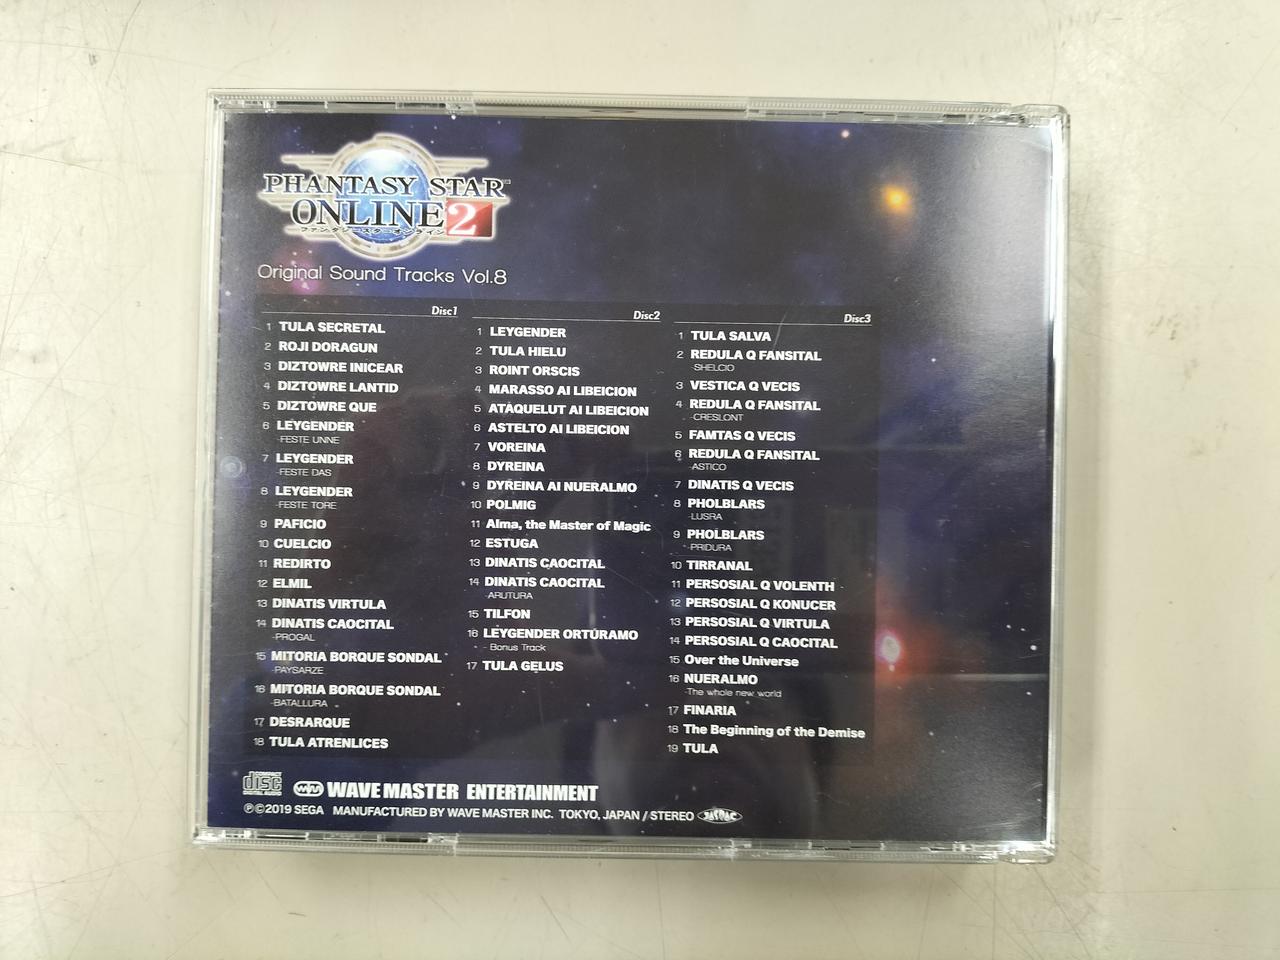 PHANTASY STAR™
ONLINE 2
ファンタシースターオンライン
Original Sound Tracks Vol.8
Disc1
1 TULA SECRETAL
2 ROJI DORAGUN
3 DIZTOWRE INICEAR
4 DIZTOWRE LANTID
5 DIZTOWRE QUE
6 LEYGENDER
-FESTE UNNE
7 LEYGENDER
-FESTE DAS
8 LEYGENDER
-FESTE TORE
9 PAFICIO
10 CUELCIO
11 REDIRTO
12 ELMIL
13 DINATIS VIRTULA
14 DINATIS CAOCITAL
-PROGAL
15 MITORIA BORQUE SONDAL
-PAYSARZE
16 MITORIA BORQUE SONDAL
-BATALLURA
17 DESRARQUE
18 TULA ATRENLICES
Disc2
1 LEYGENDER
2 TULA HIELU
3 ROINT ORSCIS
4 MARASSO AI LIBEICION
5 ATAQUELUT AI LIBEICION
6 ASTELTO AI LIBEICION
7 VOREINA
8 DYREINA
9 DYREINA AI NUERALMO
10 POLMIG
11 Alma, the Master of Magic
12 ESTUGA
13 DINATIS CAOCITAL
14 DINATIS CAOCITAL
-ARUTURA
15 TILFON
16 LEYGENDER ORTURAMO
- Bonus Track
17 TULA GELUS
Disc3
1 TULA SALVA
2 REDULA Q FANSITAL
-SHELCIO
3 VESTICA Q VECIS
4 REDULA Q FANSITAL
-CRESLONT
5 FAMTAS Q VECIS
6 REDULA Q FANSITAL
-ASTICO
7 DINATIS Q VECIS
8 PHOLBLARS
-LUSRA
9 PHOLBLARS
-PRIDURA
10 TIRRANAL
11 PERSOSIAL Q VOLENTH
12 PERSOSIAL Q KONUCER
13 PERSOSIAL Q VIRTULA
14 PERSOSIAL Q CAOCITAL
15 Over the Universe
16 NUERALMO
-The whole new world
17 FINARIA
18 The Beginning of the Demise
19 TULA
COMPACT disc DIGITAL AUDIO
WM WAVE MASTER ENTERTAINMENT
℗©2019 SEGA MANUFACTURED BY WAVE MASTER INC. TOKYO, JAPAN / STEREO JASRAC